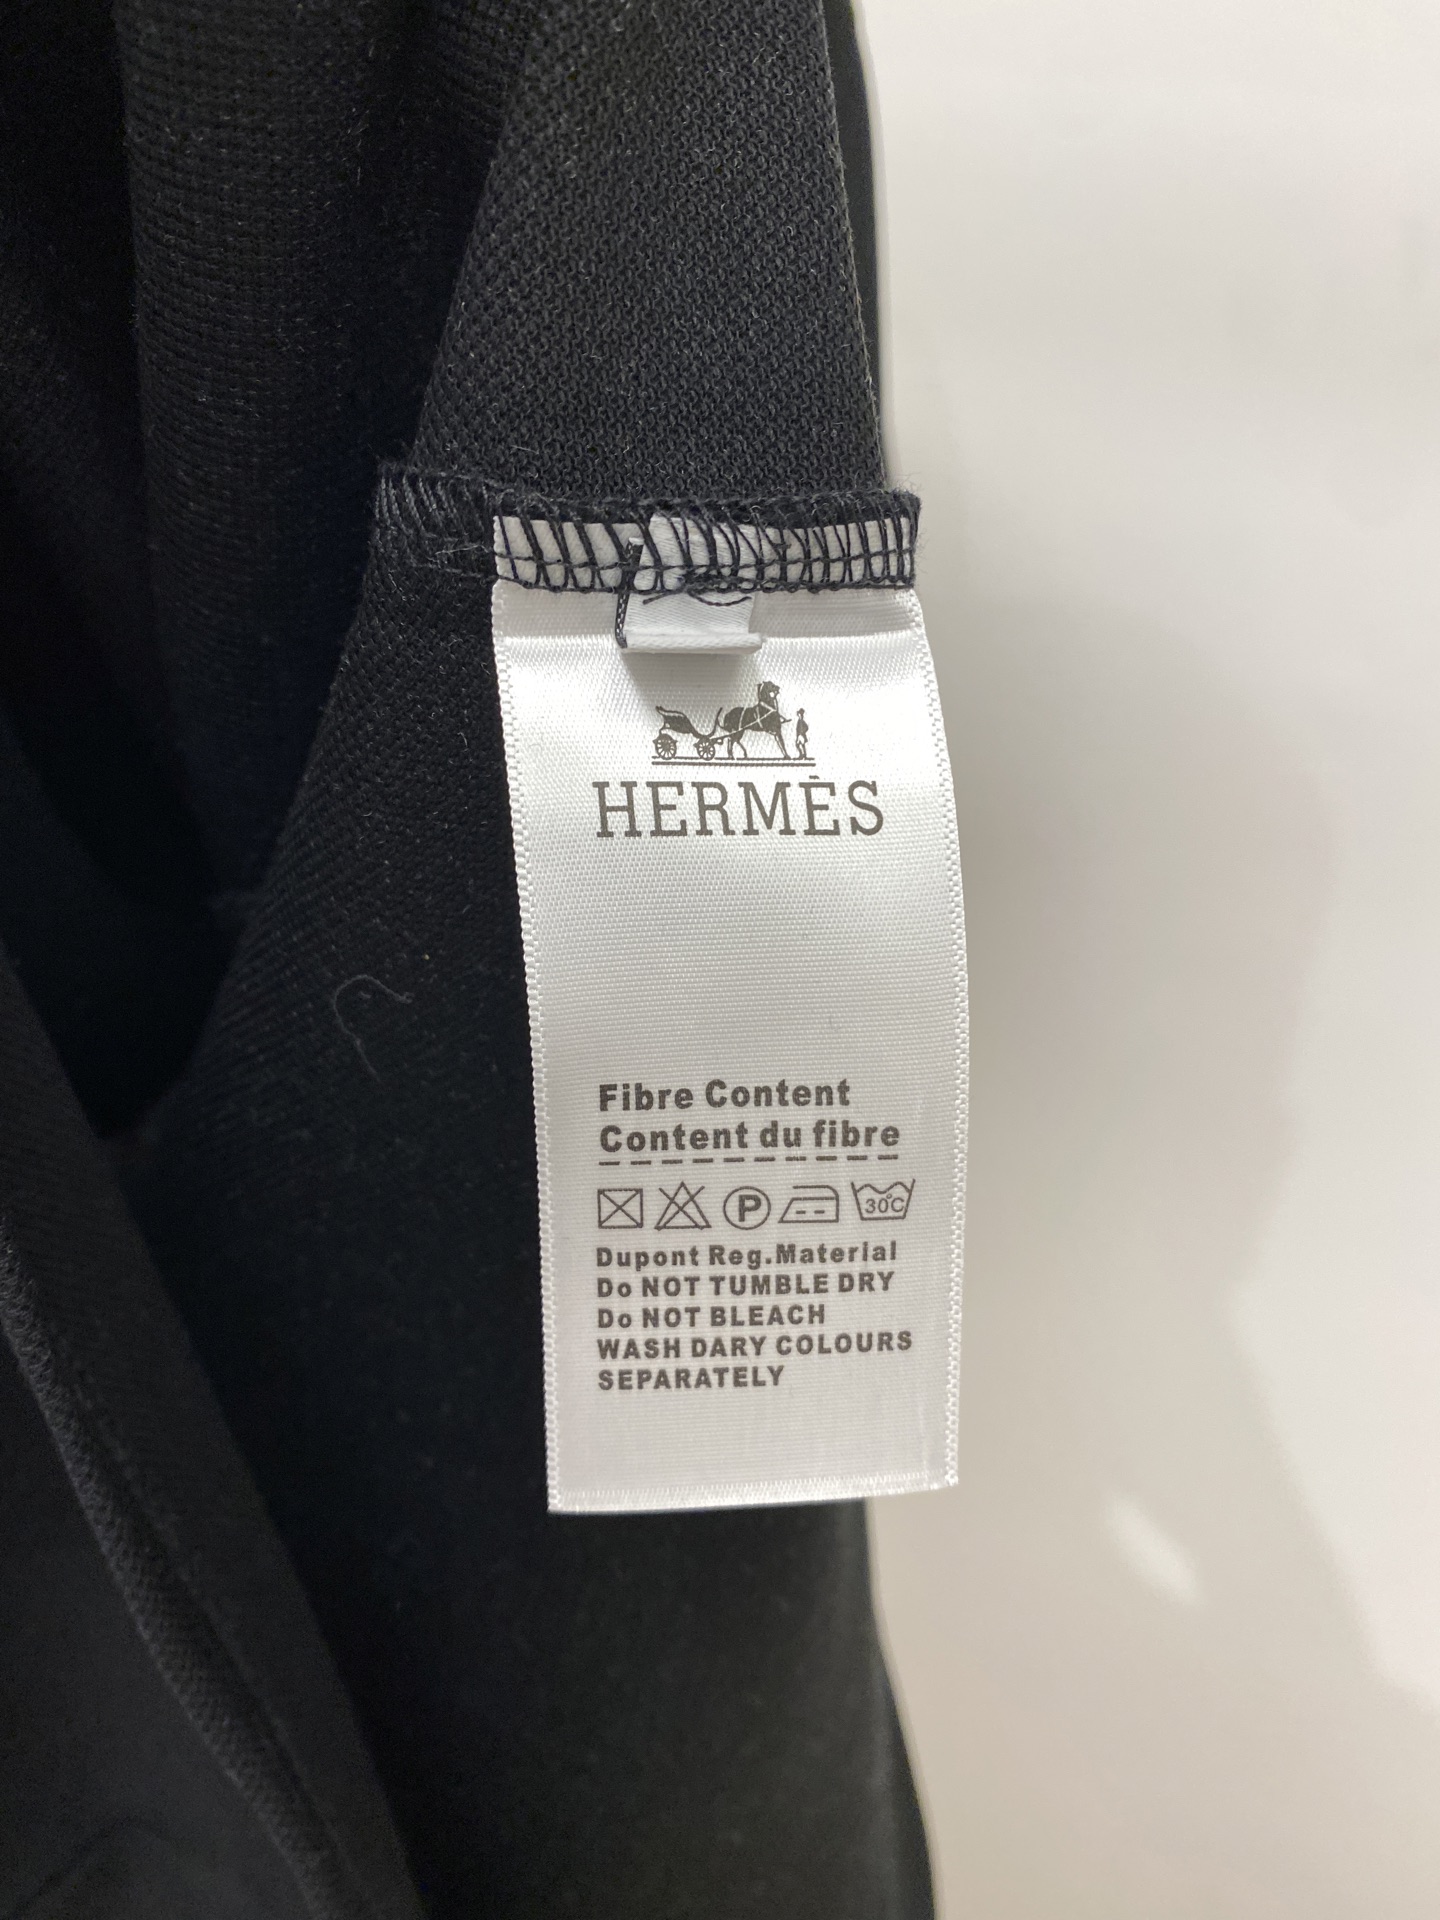 HERMÈS
Fibre Content
Content du fibre
P 30°C
Dupont Reg.Material
Do NOT TUMBLE DRY
Do NOT BLEACH
WASH DARY COLOURS
SEPARATELY